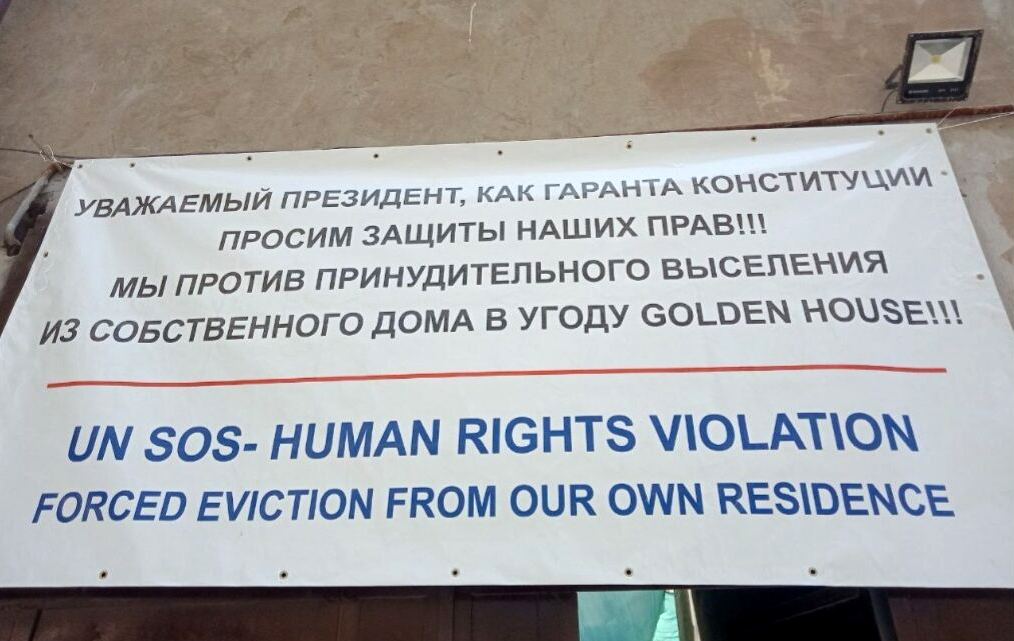 УВАЖАЕМЫЙ ПРЕЗИДЕНТ, КАК ГАРАНТА КОНСТИТУЦИИ
ПРОСИМ ЗАЩИТЫ НАШИХ ПРАВ!!!
МЫ ПРОТИВ ПРИНУДИТЕЛЬНОГО ВЫСЕЛЕНИЯ
ИЗ СОБСТВЕННОГО ДОМА В УГОДУ GOLDEN HOUSE!!!
UN SOS- HUMAN RIGHTS VIOLATION
FORCED EVICTION FROM OUR OWN RESIDENCE